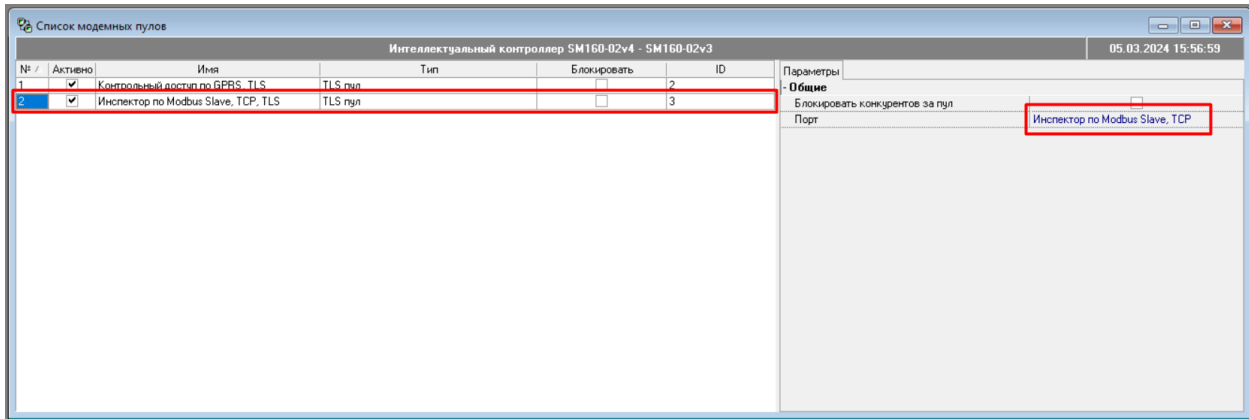 Список модемных пулов
Интеллектуальный контроллер SM160-02v4 - SM160-02v3 05.03.2024 15:56:59
№ / Активно Имя Тип Блокировать ID
1 Контрольный доступ по GPRS, TLS TLS пул 2
2 Инспектор по Modbus Slave, TCP, TLS TLS пул 3
Параметры
- Общие
Блокировать конкурентов за пул
Порт Инспектор по Modbus Slave, TCP